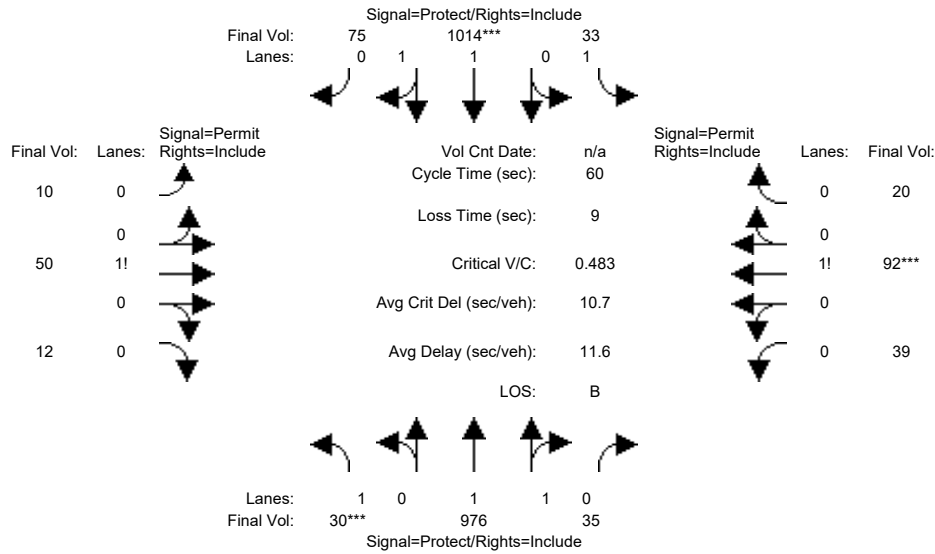 Signal=Protect/Rights=Include
Final Vol: 75 1014*** 33
Lanes: 0 1 1 0 1
Signal=Permit Signal=Permit
Final Vol: Lanes: Rights=Include Vol Cnt Date: n/a Rights=Include Lanes: Final Vol:
Cycle Time (sec): 60
10 0 0 20
Loss Time (sec): 9
0 0
50 1! Critical V/C: 0.483 1! 92***
0 Avg Crit Del (sec/veh): 10.7 0
12 0 Avg Delay (sec/veh): 11.6 0 39
LOS: B
Lanes: 1 0 1 1 0
Final Vol: 30*** 976 35
Signal=Protect/Rights=Include